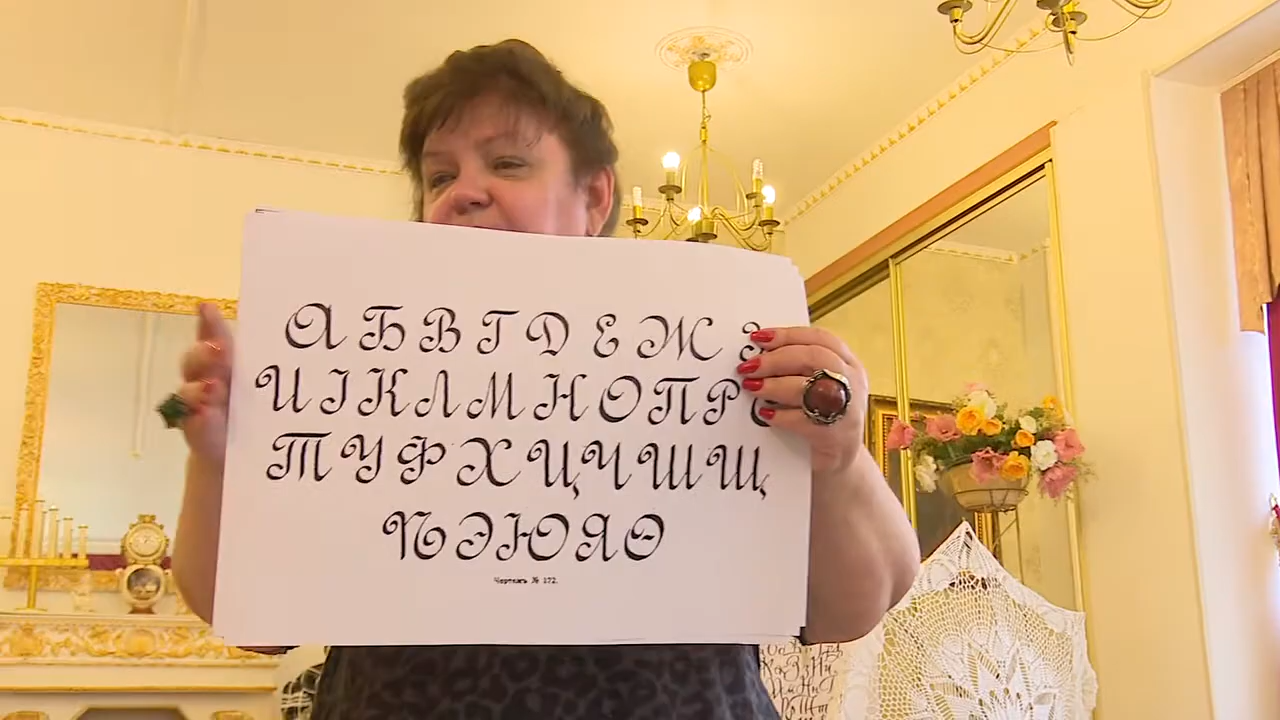 А Б В Г Д Е Ж З
И І К Л М Н О П Р С
Т У Ф Х Ц Ч Ш Щ
Ѣ Э Ю Я Ѳ
Чертежъ № 172.